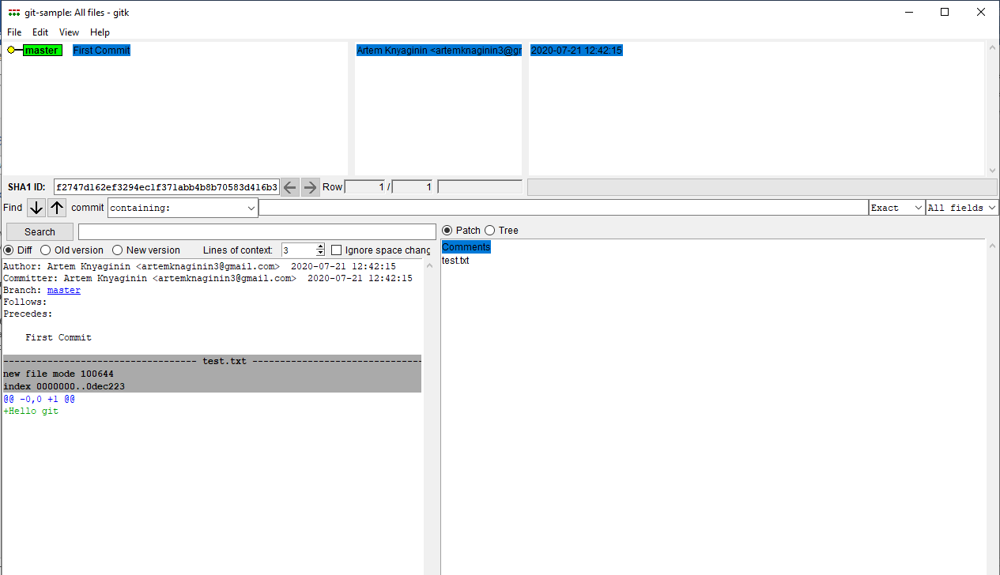 git-sample: All files - gitk
File Edit View Help
master First Commit Artem Knyaginin <artemknaginin3@gr 2020-07-21 12:42:15
SHA1 ID: f2747d162ef3294ec1f371abb4b8b70583d416b3 Row 1 / 1
Find commit containing: Exact All fields
Search Patch Tree
Diff Old version New version Lines of context: 3 Ignore space chang
Comments
test.txt
Author: Artem Knyaginin <artemknaginin3@gmail.com> 2020-07-21 12:42:15
Committer: Artem Knyaginin <artemknaginin3@gmail.com> 2020-07-21 12:42:15
Branch: master
Follows:
Precedes:
First Commit
---------------------------------- test.txt ----------------------------------
new file mode 100644
index 0000000..0dec223
@@ -0,0 +1 @@
+Hello git